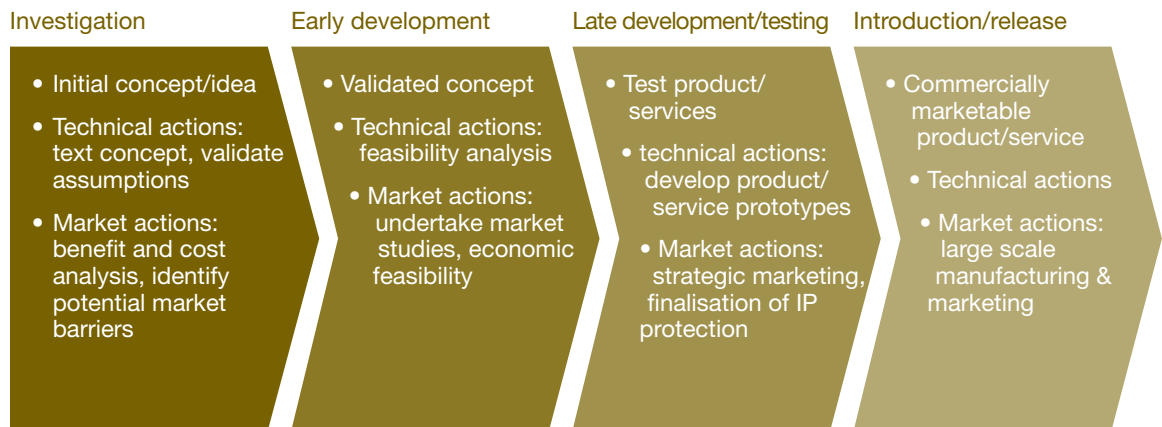 Investigation
• Initial concept/idea
• Technical actions:
text concept, validate
assumptions
• Market actions:
benefit and cost
analysis, identify
potential market
barriers
Early development
• Validated concept
• Technical actions:
feasibility analysis
• Market actions:
undertake market
studies, economic
feasibility
Late development/testing
• Test product/
services
• technical actions:
develop product/
service prototypes
• Market actions:
strategic marketing,
finalisation of IP
protection
Introduction/release
• Commercially
marketable
product/service
• Technical actions
• Market actions:
large scale
manufacturing &
marketing